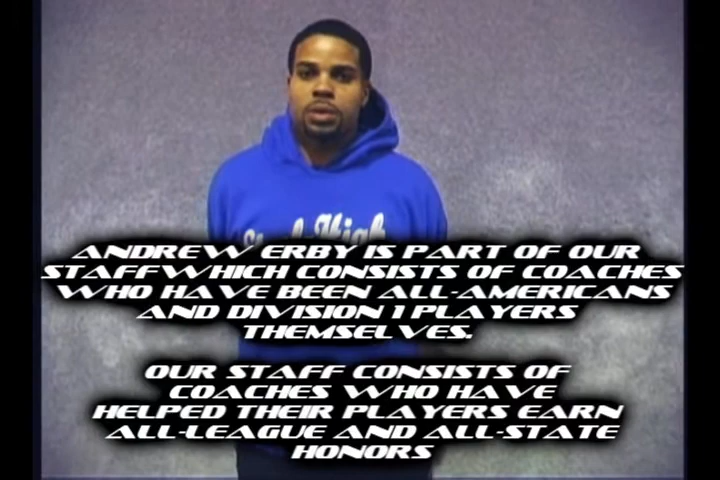 High
ANDREW ERBY IS PART OF OUR
STAFFWHICH CONSISTS OF COACHES
WHO HAVE BEEN ALL-AMERICANS
AND DIVISION 1 PLAYERS
THEMSELVES.
OUR STAFF CONSISTS OF
COACHES WHO HAVE
HELPED THEIR PLAYERS EARN
ALL-LEAGUE AND ALL-STATE
HONORS